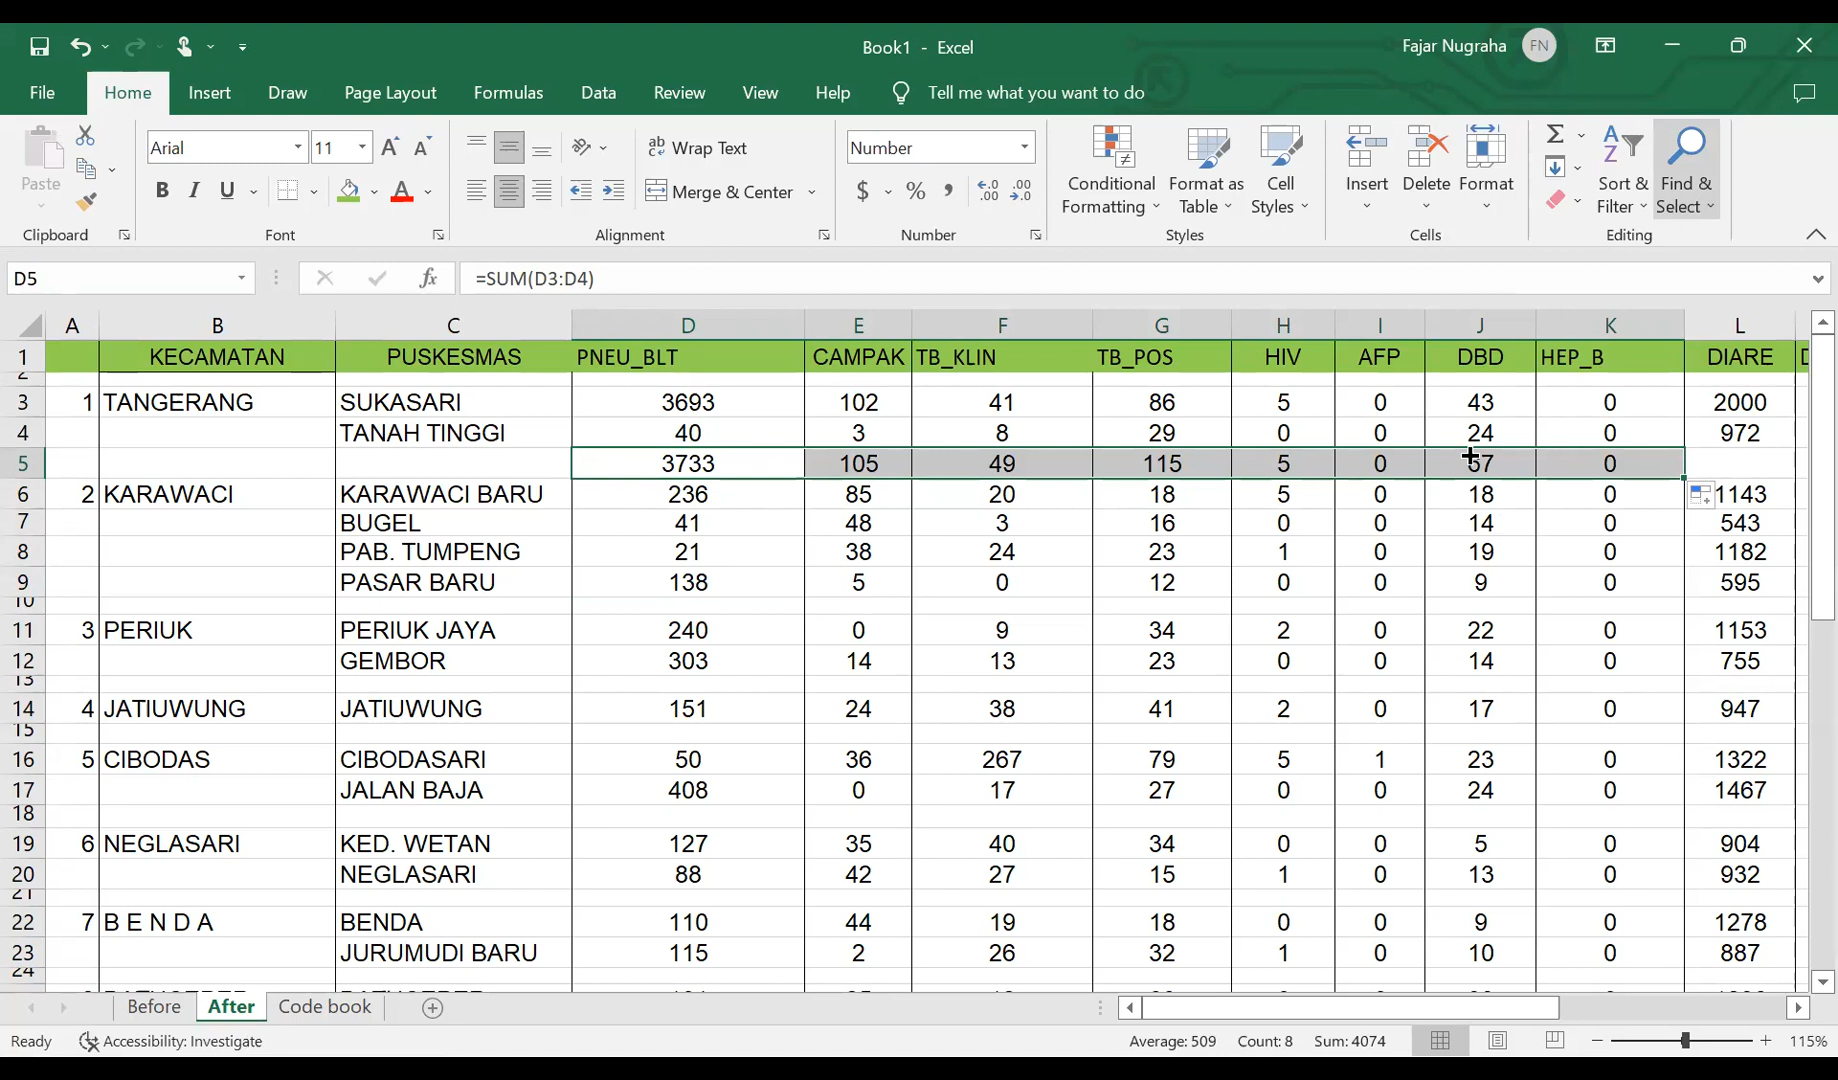 Book1 - Excel
Fajar Nugraha FN
File Home Insert Draw Page Layout Formulas Data Review View Help Tell me what you want to do
Paste
Arial 11
Wrap Text
Merge & Center
Number
Conditional Formatting
Format as Table
Cell Styles
Insert
Delete
Format
Sort & Filter
Find & Select
Clipboard Font Alignment Number Styles Cells Editing
D5 fx =SUM(D3:D4)
A B C D E F G H I J K L
1 KECAMATAN PUSKESMAS PNEU_BLT CAMPAK TB_KLIN TB_POS HIV AFP DBD HEP_B DIARE
2
3 1 TANGERANG SUKASARI 3693 102 41 86 5 0 43 0 2000
4 TANAH TINGGI 40 3 8 29 0 0 24 0 972
5 3733 105 49 115 5 0 67 0
6 2 KARAWACI KARAWACI BARU 236 85 20 18 5 0 18 0 1143
7 BUGEL 41 48 3 16 0 0 14 0 543
8 PAB. TUMPENG 21 38 24 23 1 0 19 0 1182
9 PASAR BARU 138 5 0 12 0 0 9 0 595
10
11 3 PERIUK PERIUK JAYA 240 0 9 34 2 0 22 0 1153
12 GEMBOR 303 14 13 23 0 0 14 0 755
13
14 4 JATIUWUNG JATIUWUNG 151 24 38 41 2 0 17 0 947
15
16 5 CIBODAS CIBODASARI 50 36 267 79 5 1 23 0 1322
17 JALAN BAJA 408 0 17 27 0 0 24 0 1467
18
19 6 NEGLASARI KED. WETAN 127 35 40 34 0 0 5 0 904
20 NEGLASARI 88 42 27 15 1 0 13 0 932
21
22 7 B E N D A BENDA 110 44 19 18 0 0 9 0 1278
23 JURUMUDI BARU 115 2 26 32 1 0 10 0 887
24
Before After Code book
Ready Accessibility: Investigate Average: 509 Count: 8 Sum: 4074 115%